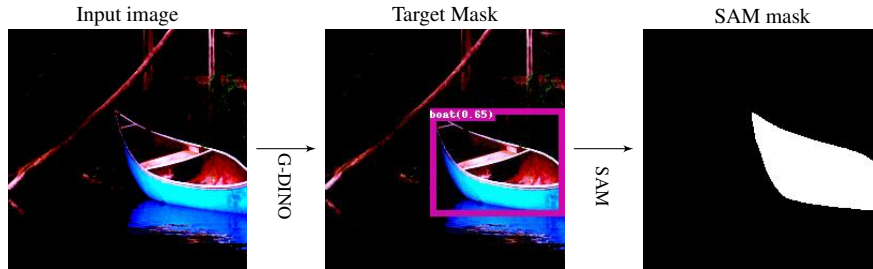 Input image
Target Mask
SAM mask
boat(0.65)
G-DINO
SAM